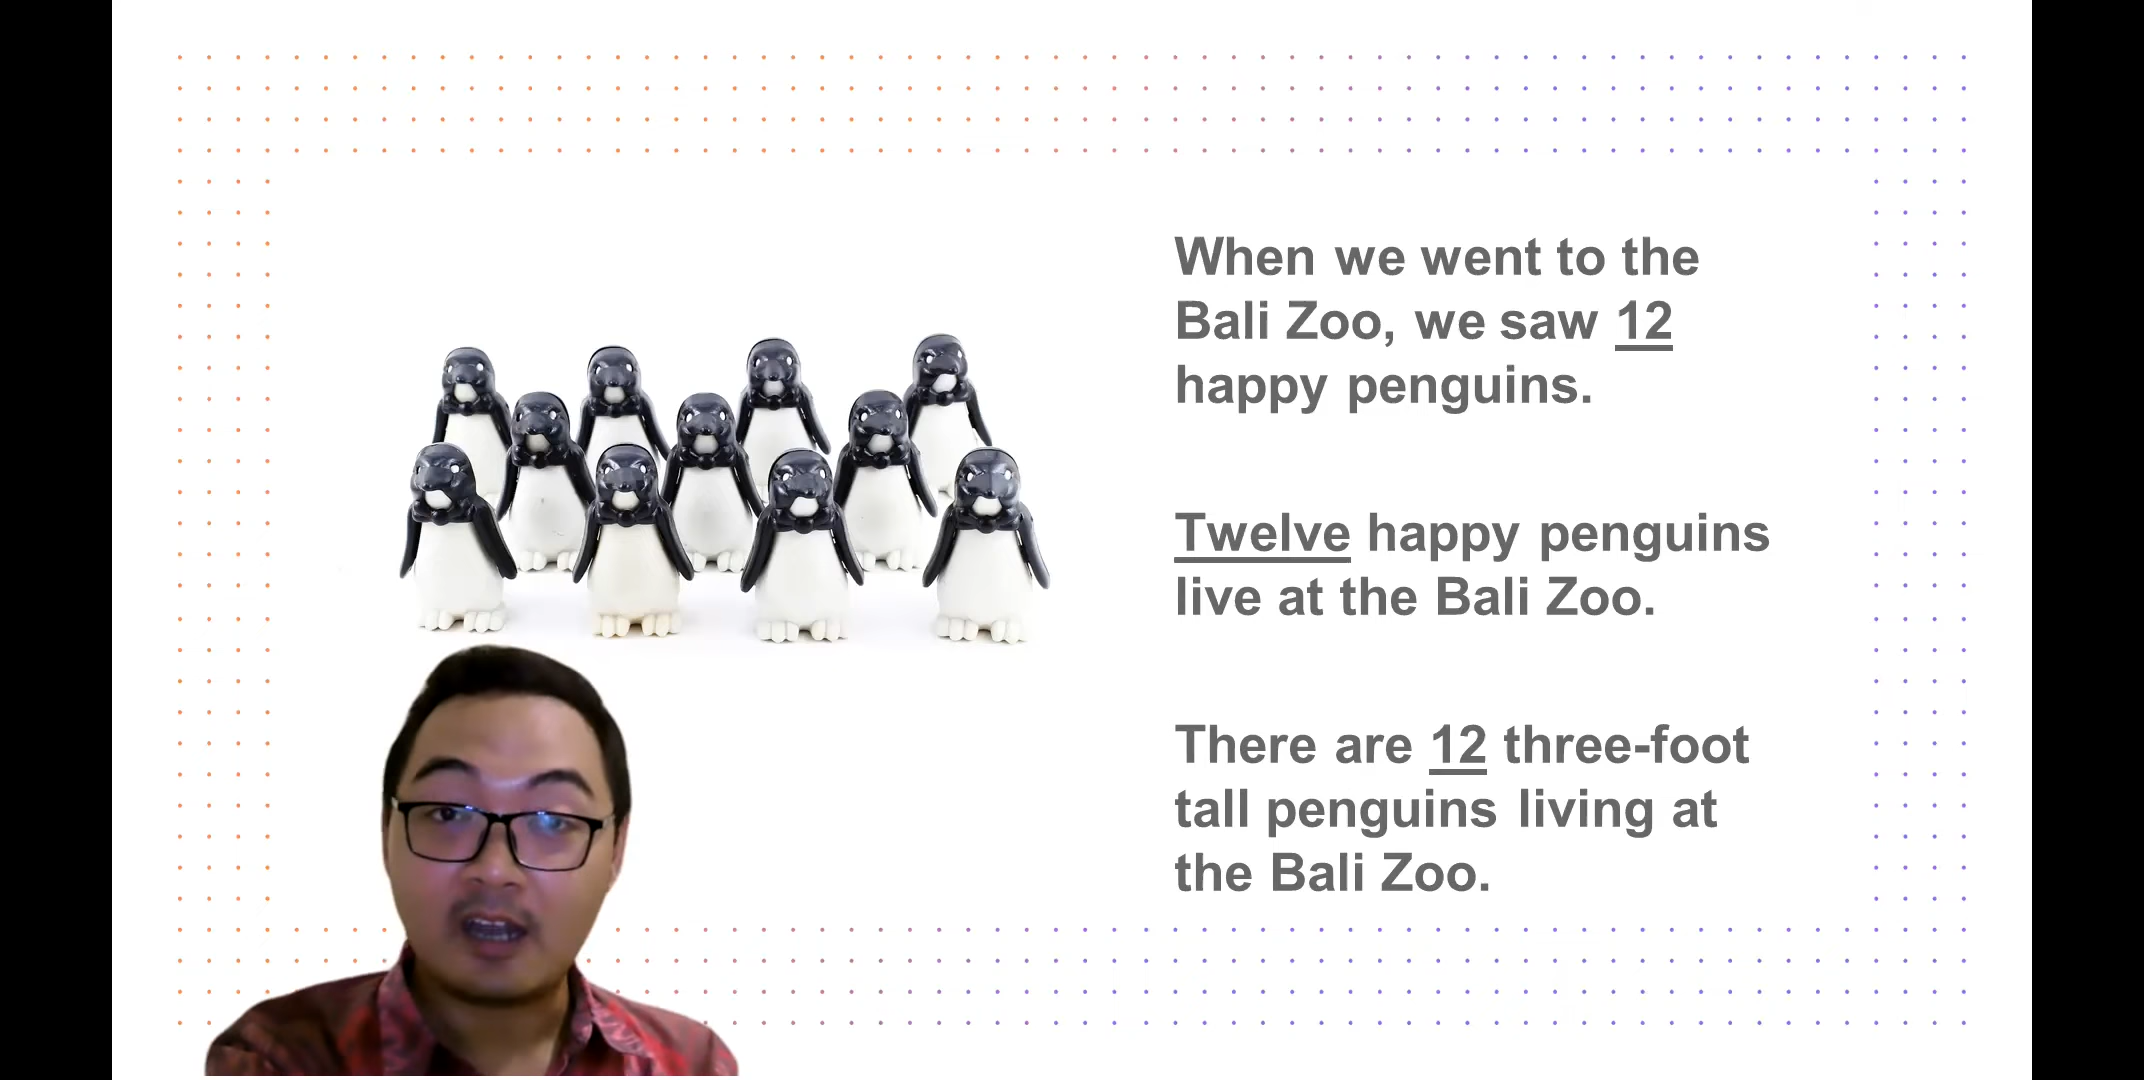 When we went to the
Bali Zoo, we saw 12
happy penguins.
Twelve happy penguins
live at the Bali Zoo.
There are 12 three-foot
tall penguins living at
the Bali Zoo.